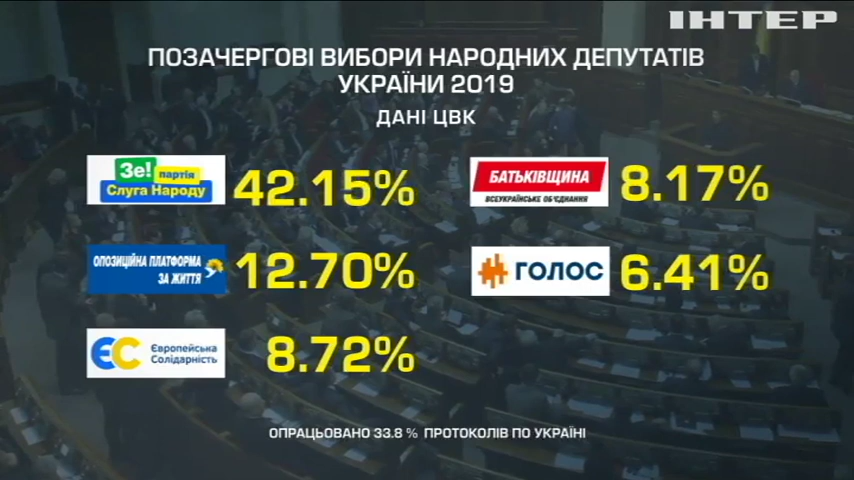 ІНТЕР
ПОЗАЧЕРГОВІ ВИБОРИ НАРОДНИХ ДЕПУТАТІВ
УКРАЇНИ 2019
ДАНІ ЦВК
Зе! партія
Слуга Народу
42.15%
ОПОЗИЦІЙНА ПЛАТФОРМА
ЗА ЖИТТЯ
12.70%
ЄС Європейська
Солідарність
8.72%
БАТЬКІВЩИНА
ВСЕУКРАЇНСЬКЕ ОБ'ЄДНАННЯ
8.17%
ГОЛОС
6.41%
ОПРАЦЬОВАНО 33.8 % ПРОТОКОЛІВ ПО УКРАЇНІ